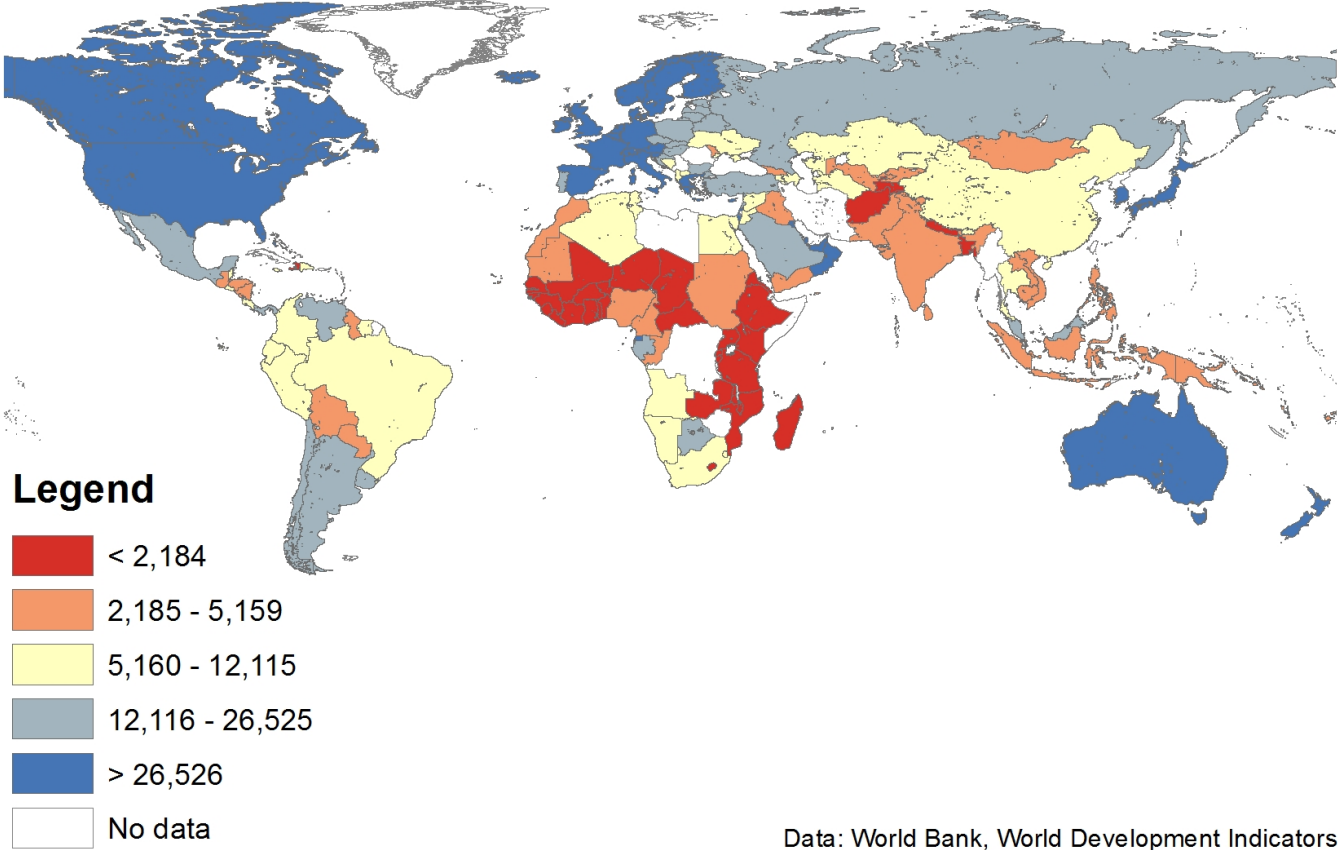 Legend
< 2,184
2,185 - 5,159
5,160 - 12,115
12,116 - 26,525
> 26,526
No data
Data: World Bank, World Development Indicators